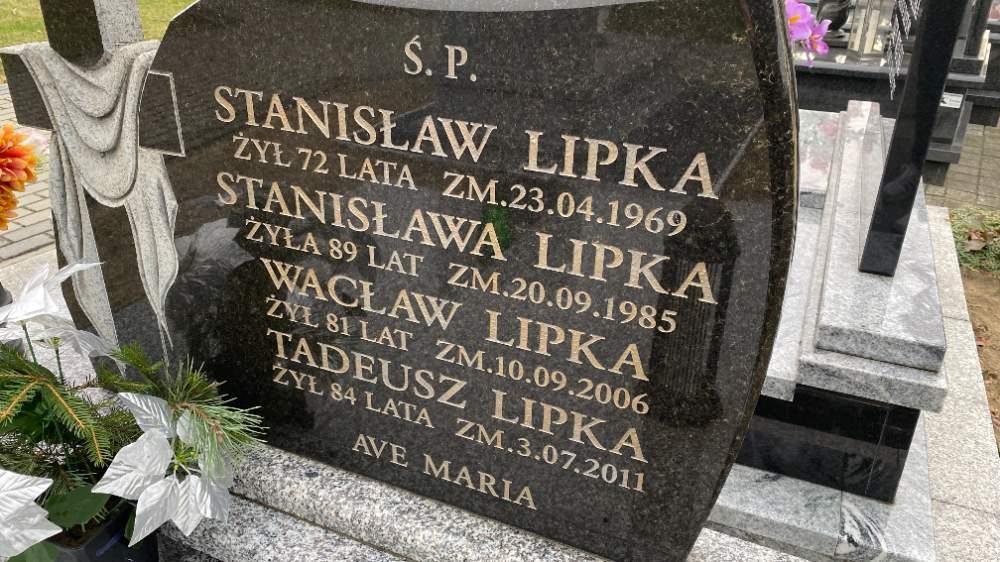 Ś. P.
STANISŁAW LIPKA
ŻYŁ 72 LATA ZM.23.04.1969
STANISŁAWA LIPKA
ŻYŁA 89 LAT ZM.20.09.1985
WACŁAW LIPKA
ŻYŁ 81 LAT ZM.10.09.2006
TADEUSZ LIPKA
ŻYŁ 84 LATA ZM.3.07.2011
AVE MARIA